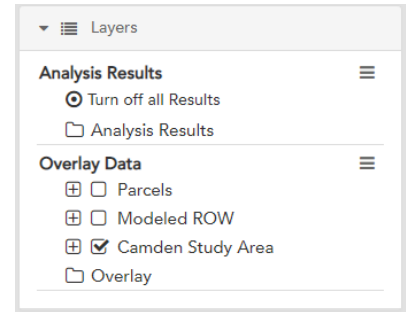 Layers
Analysis Results
Turn off all Results
Analysis Results
Overlay Data
Parcels
Modeled ROW
Camden Study Area
Overlay